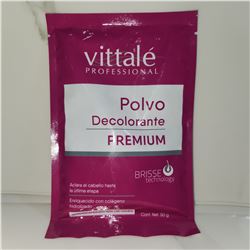 vittalé
PROFESSIONAL
Polvo
Decolorante
PREMIUM
BRISSE
technology
Aclara el cabello hasta
la última etapa
Enriquecido con colágeno
hidrolizado
Cont. Net. 50 g